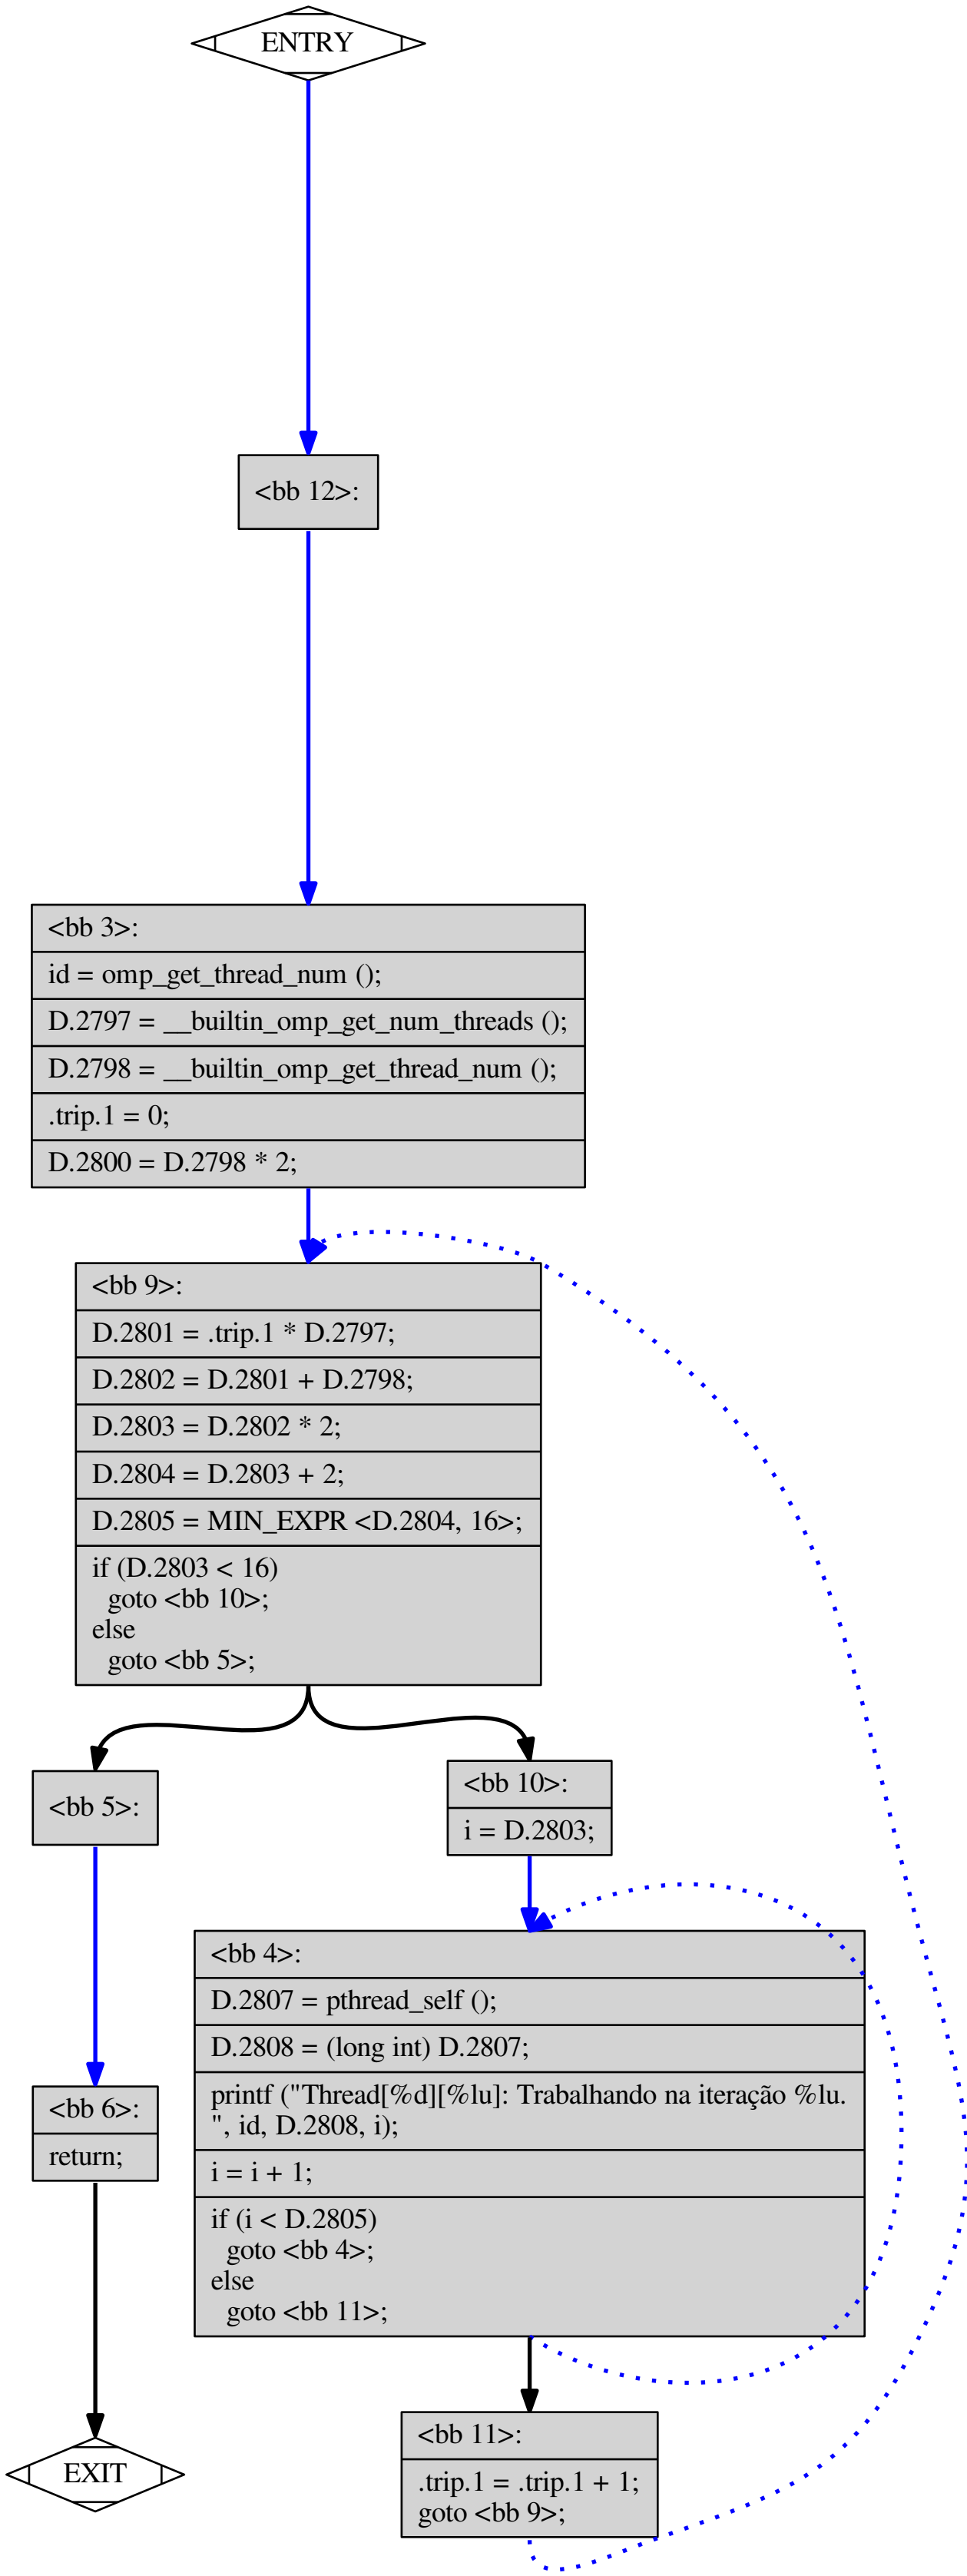 ENTRY
<bb 12>:
<bb 3>:
id = omp_get_thread_num ();
D.2797 = __builtin_omp_get_num_threads ();
D.2798 = __builtin_omp_get_thread_num ();
.trip.1 = 0;
D.2800 = D.2798 * 2;
<bb 9>:
D.2801 = .trip.1 * D.2797;
D.2802 = D.2801 + D.2798;
D.2803 = D.2802 * 2;
D.2804 = D.2803 + 2;
D.2805 = MIN_EXPR <D.2804, 16>;
if (D.2803 < 16)
goto <bb 10>;
else
goto <bb 5>;
<bb 5>:
<bb 10>:
i = D.2803;
<bb 4>:
D.2807 = pthread_self ();
D.2808 = (long int) D.2807;
printf ("Thread[%d][%lu]: Trabalhando na iteração %lu.
", id, D.2808, i);
i = i + 1;
if (i < D.2805)
goto <bb 4>;
else
goto <bb 11>;
<bb 6>:
return;
<bb 11>:
.trip.1 = .trip.1 + 1;
goto <bb 9>;
EXIT